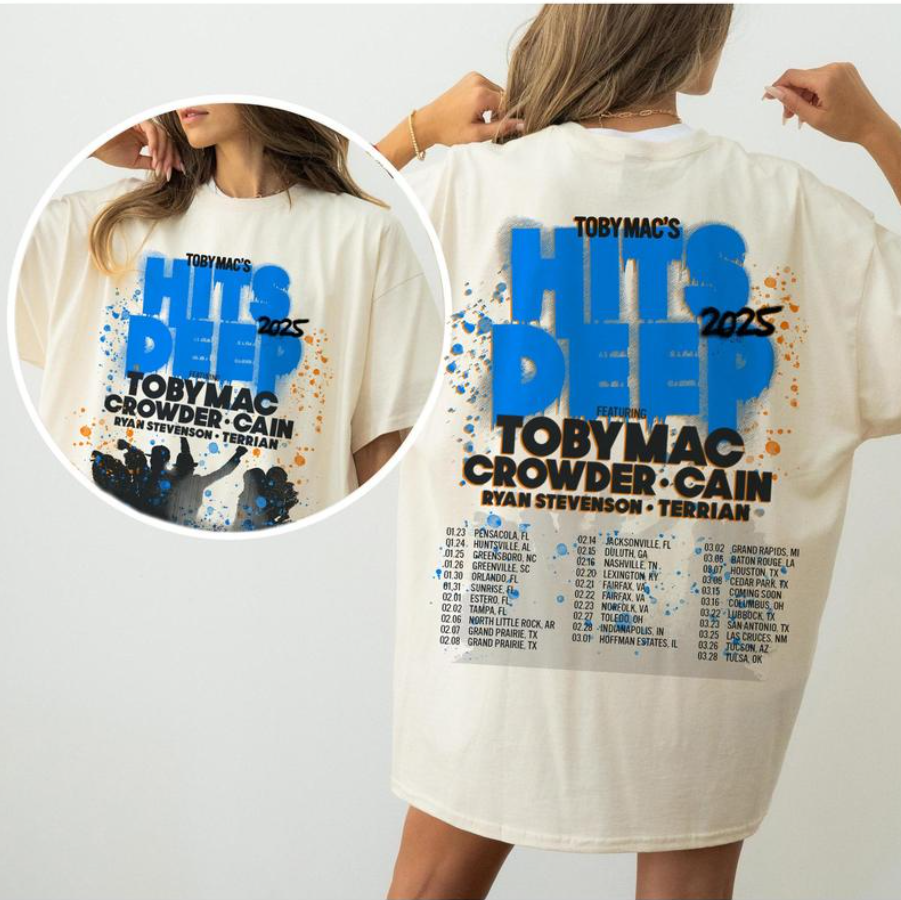 TOBYMAC'S
HITS
DEEP
2025
FEATURING
TOBYMAC
CROWDER·CAIN
RYAN STEVENSON · TERRIAN
TOBYMAC'S
HITS
DEEP
2025
FEATURING
TOBYMAC
CROWDER·CAIN
RYAN STEVENSON · TERRIAN
01.23 PENSACOLA, FL
01.24 HUNTSVILLE, AL
01.25 GREENSBORO, NC
01.26 GREENVILLE, SC
01.30 ORLANDO, FL
01.31 SUNRISE, FL
02.01 ESTERO, FL
02.02 TAMPA, FL
02.06 NORTH LITTLE ROCK, AR
02.07 GRAND PRAIRIE, TX
02.08 GRAND PRAIRIE, TX
02.14 JACKSONVILLE, FL
02.15 DULUTH, GA
02.16 NASHVILLE, TN
02.20 LEXINGTON, KY
02.21 FAIRFAX, VA
02.22 FAIRFAX, VA
02.23 NORFOLK, VA
02.27 TOLEDO, OH
02.28 INDIANAPOLIS, IN
03.01 HOFFMAN ESTATES, IL
03.02 GRAND RAPIDS, MI
03.06 BATON ROUGE, LA
03.07 HOUSTON, TX
03.08 CEDAR PARK, TX
03.15 COMING SOON
03.16 COLUMBUS, OH
03.22 LUBBOCK, TX
03.23 SAN ANTONIO, TX
03.25 LAS CRUCES, NM
03.26 TUCSON, AZ
03.28 TULSA, OK